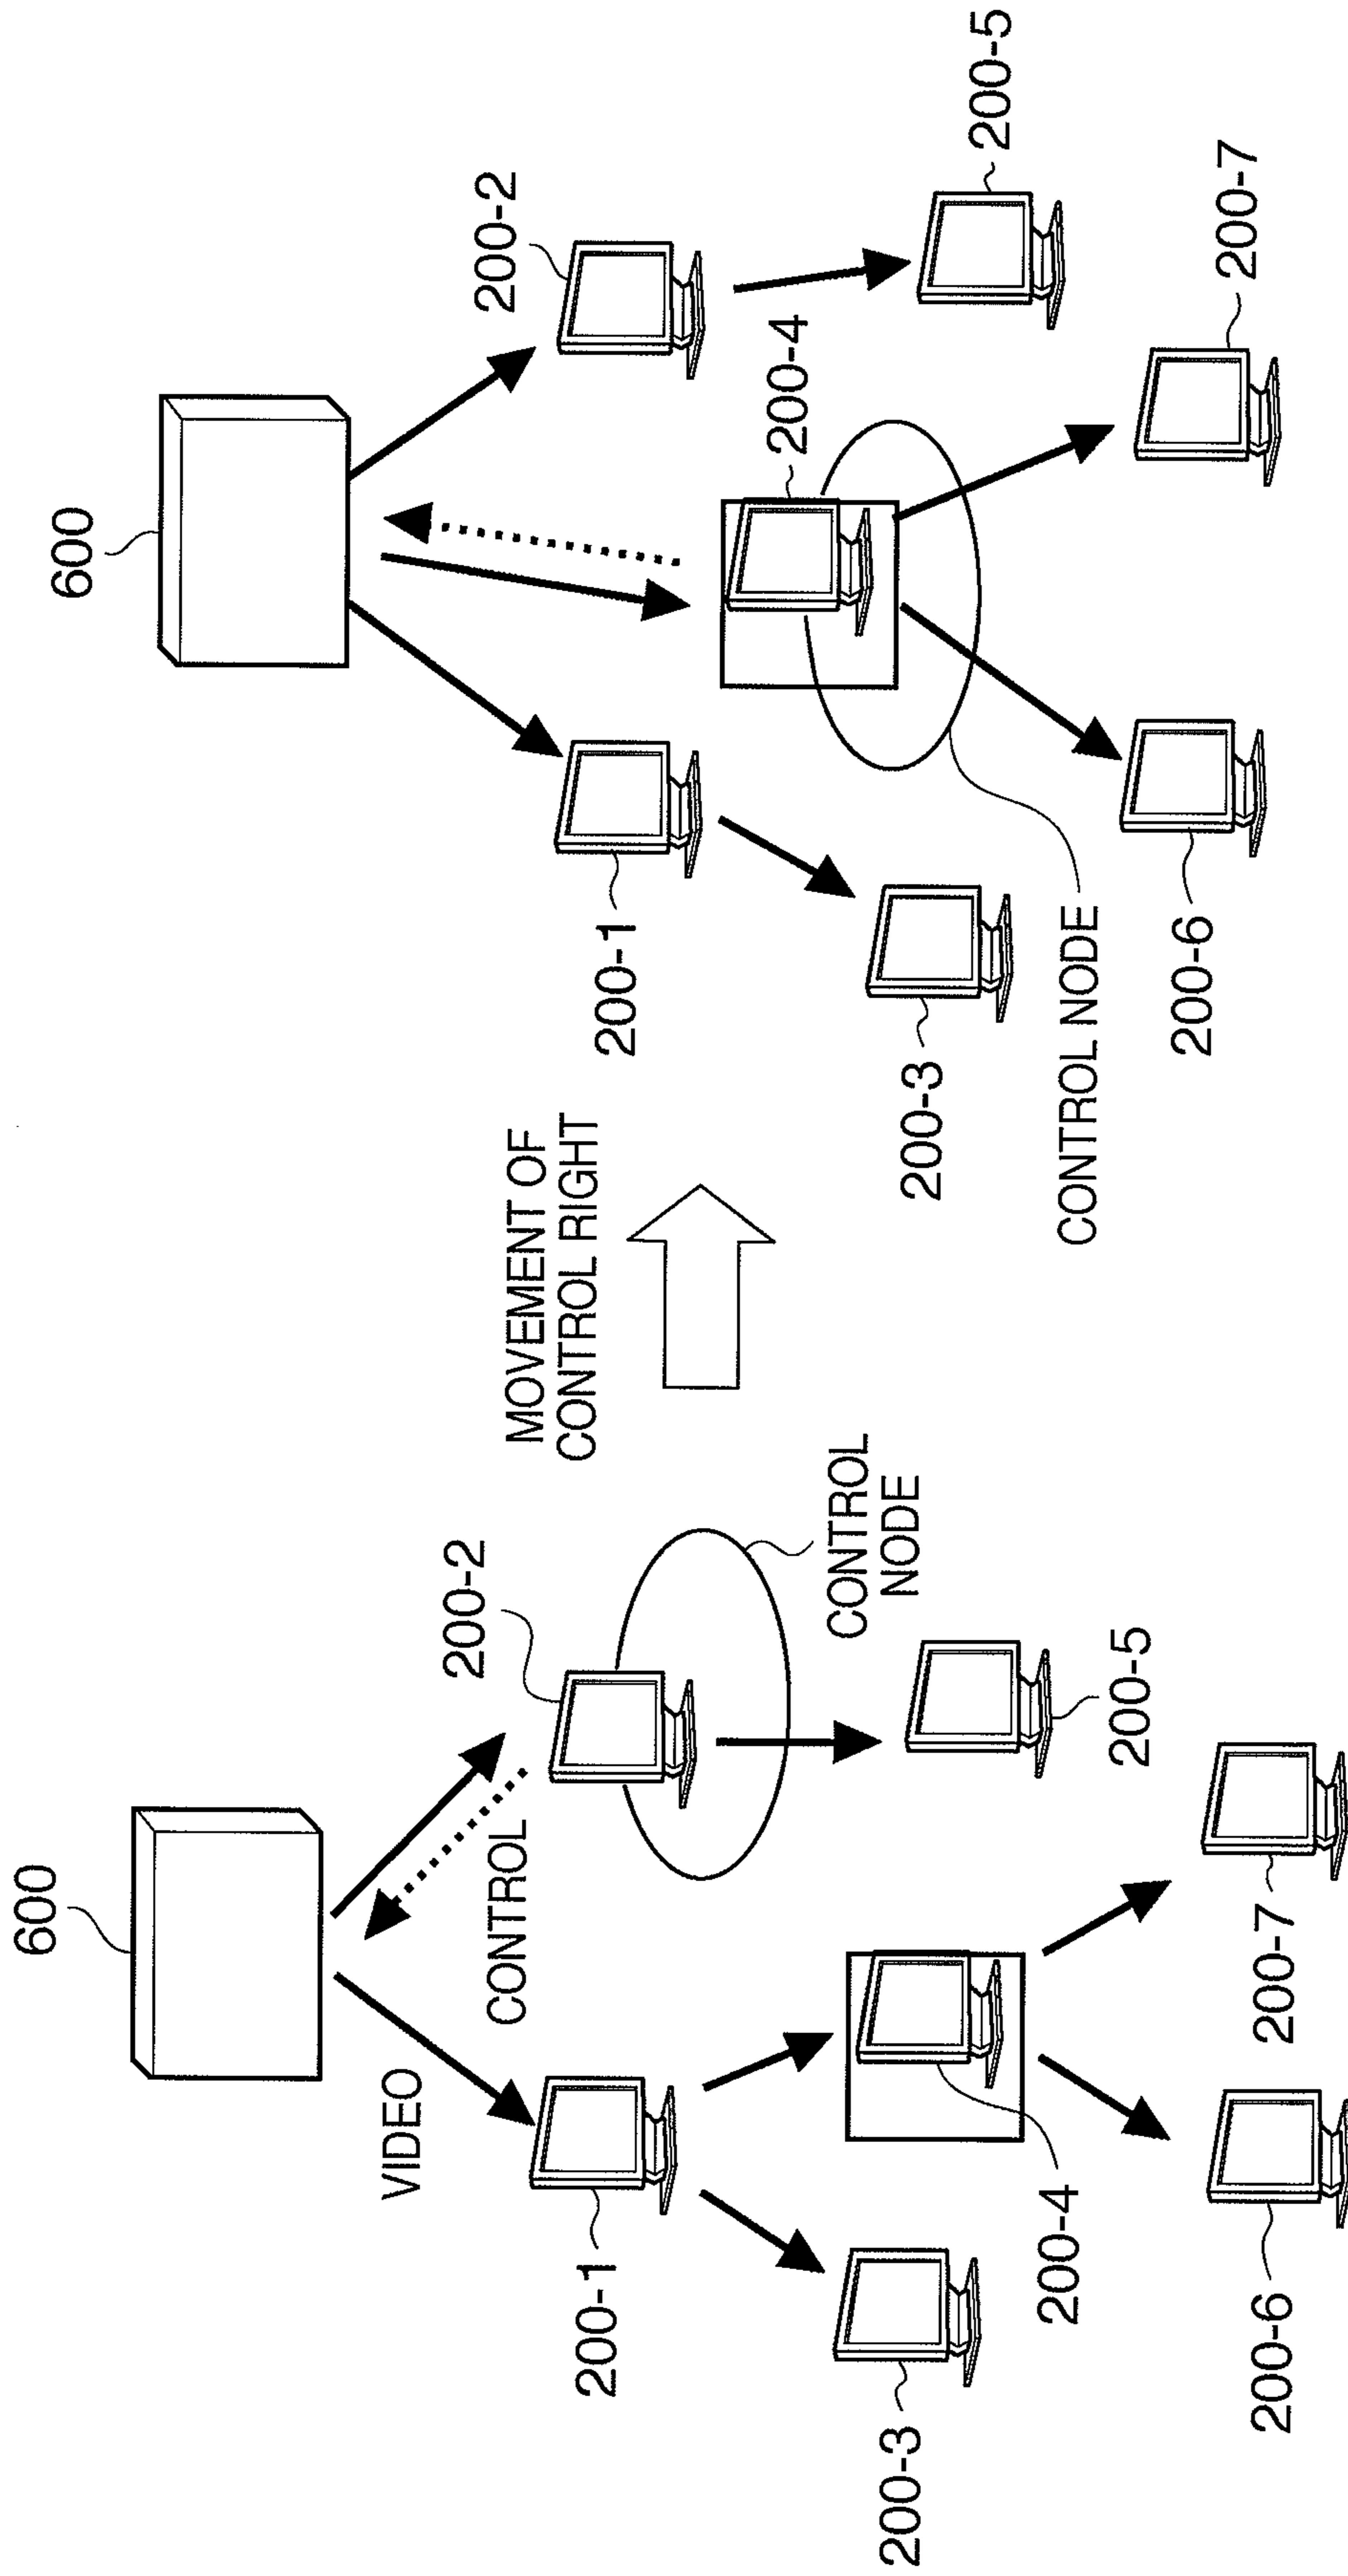 600
200-2
CONTROL
VIDEO
200-1
CONTROL
NODE
200-5
200-4
200-3
200-7
200-6
MOVEMENT OF
CONTROL RIGHT
600
200-2
200-4
200-5
200-1
200-3
200-7
CONTROL NODE
200-6